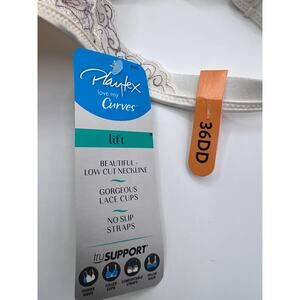 Playtex
love my
Curves
lift
BEAUTIFUL -
LOW CUT NECKLINE
GORGEOUS
LACE CUPS
NO SLIP
STRAPS
truSUPPORT
36DD